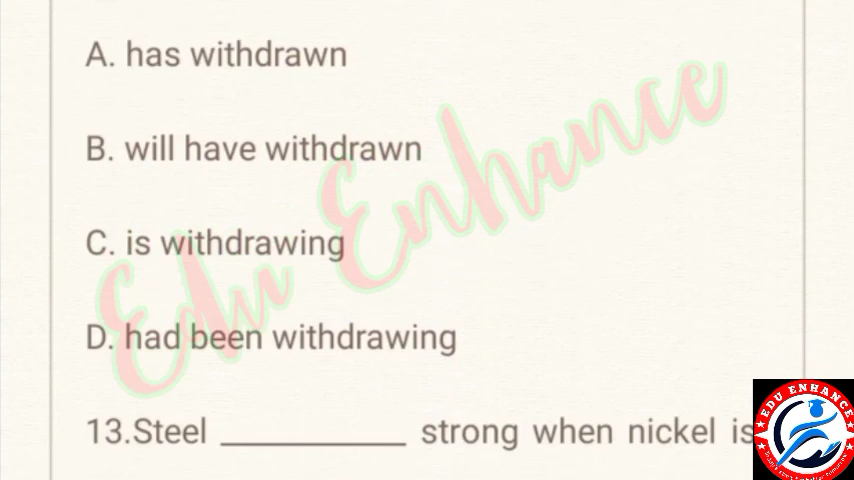 A. has withdrawn
B. will have withdrawn
C. is withdrawing
D. had been withdrawing
13.Steel ____________ strong when nickel is
Edu Enhance
EDU ENHANCE